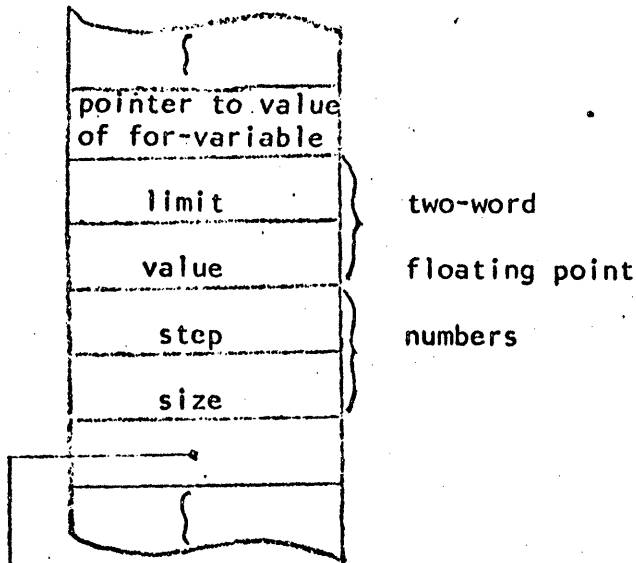 pointer to value
of for-variable
limit two-word
value floating point
step numbers
size